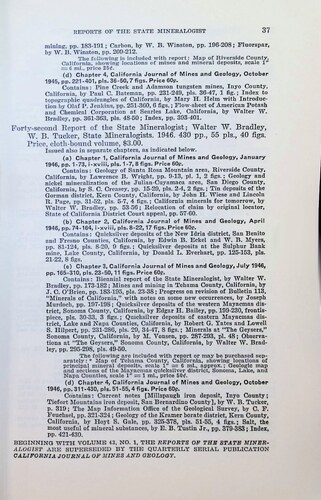 REPORTS OF THE STATE MINERALOGIST 37
mining, pp. 183-191; Carbon, by W. B. Winston, pp. 196-208; Fluorspar,
by W. B. Winston, pp. 209-212.
The following is included with report: Map of Riverside County,
California, showing locations of mines and mineral deposits, scale 1"
= 4 mi., price 25¢.
(d) Chapter 4, California Journal of Mines and Geology, October
1945, pp. 221-401, pls. 35-50, 7 figs. Price 60¢.
Contains: Pine Creek and Adamson tungsten mines, Inyo County,
California, by Paul C. Bateman, pp. 231-249, pls. 36-47, 1 fig.; Index to
topographic quadrangles of California, by Mary H. Helm with Introduc-
tion by Olaf P. Jenkins, pp. 251-360, 6 figs.; Flow-sheet of American Potash
and Chemical Corporation at Searles Lake, California, by Walter W.
Bradley, pp. 361-363, pls. 48-50; Index, pp. 393-401.
Forty-second Report of the State Mineralogist; Walter W. Bradley,
W. B. Tucker, State Mineralogists. 1946. 430 pp., 55 pls., 40 figs.
Price, cloth-bound volume, $3.00.
Issued also in separate chapters, as indicated below.
(a) Chapter 1, California Journal of Mines and Geology, January
1946, pp. 1-73, i-xviii, pls. 1-7, 8 figs. Price 60¢.
Contains: Geology of Santa Rosa Mountain area, Riverside County,
California, by Lawrence B. Wright, pp. 9-13, pl. 1, 2 figs.; Geology and
nickel mineralization of the Julian-Cuyamaca area, San Diego County,
California, by S. C. Creasey, pp. 15-29, pls. 2-4, 2 figs.; Tin deposits of the
Gorman district, Kern County, California, by John H. Wiese and Lincoln
R. Page, pp. 31-52, pls. 5-7, 4 figs.; California minerals for tomorrow, by
Walter W. Bradley, pp. 53-56; Relocation of claim by original locator,
State of California District Court appeal, pp. 57-60.
(b) Chapter 2, California Journal of Mines and Geology, April
1946, pp. 74-164, i-xviii, pls. 8-22, 17 figs. Price 60¢.
Contains: Quicksilver deposits of the New Idria district, San Benito
and Fresno Counties, California, by Edwin B. Eckel and W. B. Myers,
pp. 81-124, pls. 8-20, 9 figs.; Quicksilver deposits at the Sulphur Bank
mine, Lake County, California, by Donald L. Everhart, pp. 125-153, pls.
21-22, 8 figs.
(c) Chapter 3, California Journal of Mines and Geology, July 1946,
pp. 165-310, pls. 23-50, 11 figs. Price 60¢.
Contains: Biennial report of the State Mineralogist, by Walter W.
Bradley, pp. 173-182; Mines and mining in Tehama County, California, by
J. C. O'Brien, pp. 183-195, pls. 23-38; Progress on revision of Bulletin 113,
"Minerals of California," with notes on some new occurrences, by Joseph
Murdoch, pp. 197-198; Quicksilver deposits of the western Mayacmas dis-
trict, Sonoma County, California, by Edgar H. Bailey, pp. 199-230, frontis-
piece, pls. 30-33, 3 figs.; Quicksilver deposits of eastern Mayacmas dis-
trict, Lake and Napa Counties, California, by Robert G. Yates and Lowell
S. Hilpert, pp. 231-286, pls. 29, 34-47, 8 figs.; Minerals at "The Geysers,"
Sonoma County, California, by M. Vonsen, pp. 287-293, pl. 48; Observa-
tions at "The Geysers," Sonoma County, California, by Walter W. Brad-
ley, pp. 295-298, pls. 49-50.
The following are included with report or may be purchased sep-
arately: * Map of Tehama County, California, showing locations of
principal mineral deposits, scale 1" = 8 mi., approx.; Geologic map
and sections of the Mayacmas quicksilver district, Sonoma, Lake, and
Napa Counties, scale 1" = 1 mi., price 50¢.
(d) Chapter 4, California Journal of Mines and Geology, October
1946, pp. 311-430, pls. 51-55, 4 figs. Price 60¢.
Contains: Current notes [Millspaugh iron deposit, Inyo County;
Tiefort Mountains iron deposit, San Bernardino County], by W. B. Tucker,
p. 319; The Map Information Office of the Geological Survey, by C. F.
Fuechsel, pp. 321-324; Geology of the Kramer borate district, Kern County,
California, by Hoyt S. Gale, pp. 325-378, pls. 51-55, 4 figs.; Salt, the
most useful of mineral substances, by E. B. Tustin Jr., pp. 379-383; Index,
pp. 421-430.
BEGINNING WITH VOLUME 43, NO. 1, THE REPORTS OF THE STATE MINER-
ALOGIST ARE SUPERSEDED BY THE QUARTERLY SERIAL PUBLICATION
CALIFORNIA JOURNAL OF MINES AND GEOLOGY.